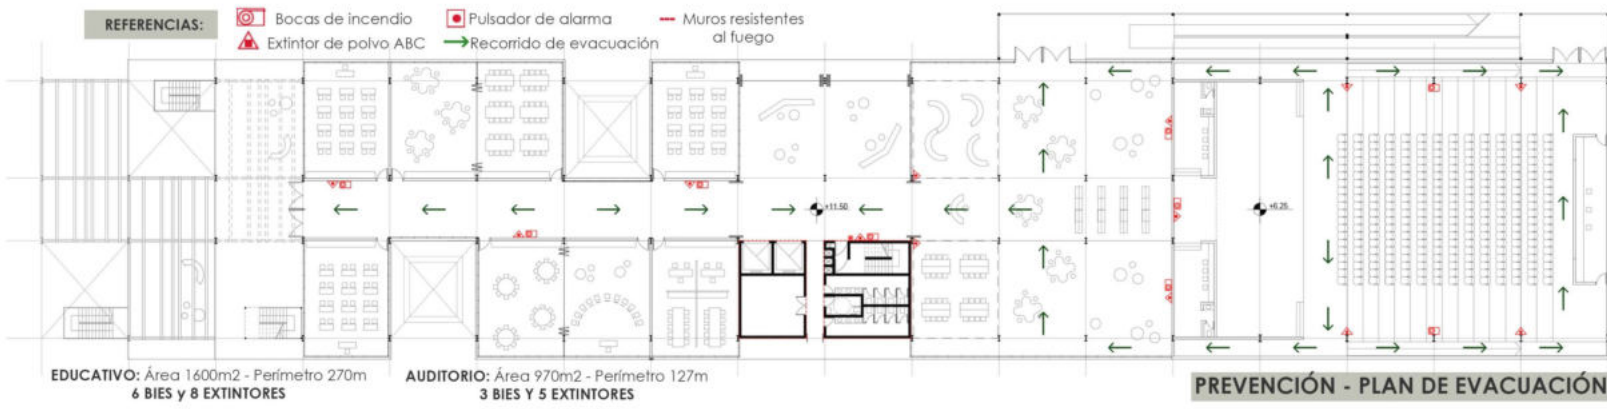 REFERENCIAS:
Bocas de incendio
Pulsador de alarma
Muros resistentes
al fuego
Extintor de polvo ABC
Recorrido de evacuación
+11.50
+6.25
EDUCATIVO: Área 1600m2 - Perímetro 270m
6 BIES y 8 EXTINTORES
AUDITORIO: Área 970m2 - Perímetro 127m
3 BIES Y 5 EXTINTORES
PREVENCIÓN - PLAN DE EVACUACIÓN